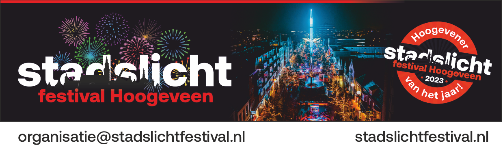 stadslicht
festival Hoogeveen
Hoogevener
stadslicht
festival Hoogeveen
• 2023 •
van het jaar!
organisatie@stadslichtfestival.nl
stadslichtfestival.nl